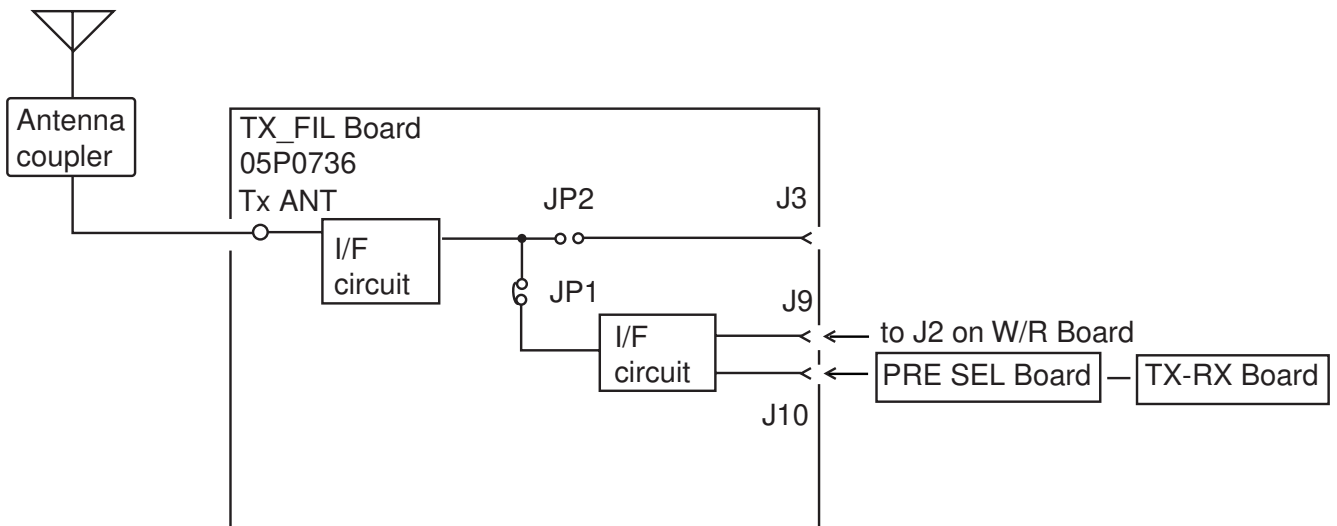 Antenna
coupler
TX_FIL Board
05P0736
Tx ANT
JP2
J3
I/F
circuit
JP1
J9
I/F
circuit
to J2 on W/R Board
PRE SEL Board
TX-RX Board
J10